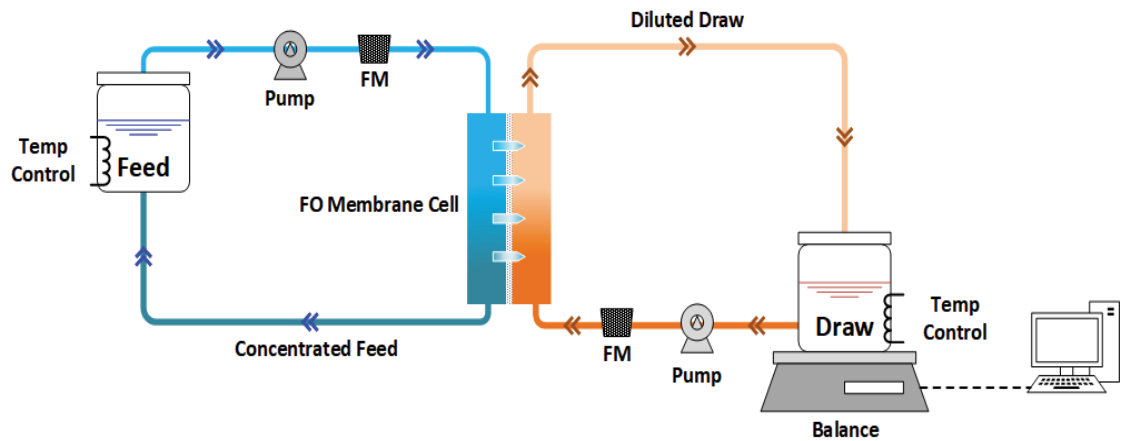 Diluted Draw
FM
Pump
Temp
Control
Feed
FO Membrane Cell
Concentrated Feed
FM
Pump
Draw
Temp
Control
Balance